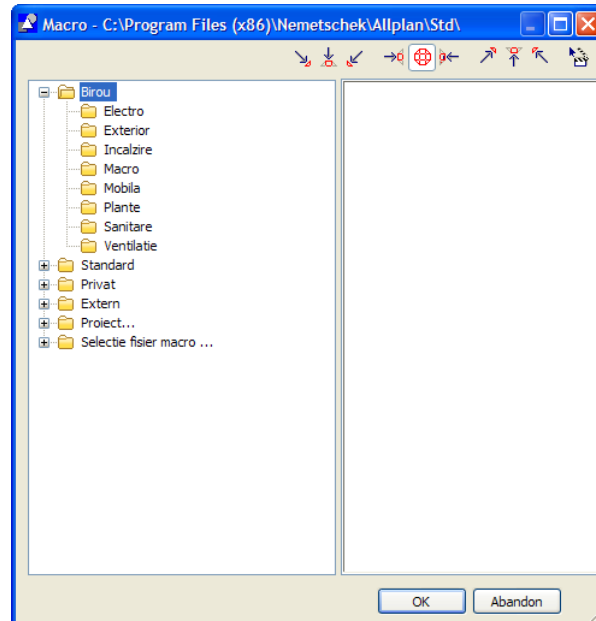 Macro - C:\Program Files (x86)\Nemetschek\Allplan\Std\
Birou
Electro
Exterior
Incalzire
Macro
Mobila
Plante
Sanitare
Ventilatie
Standard
Privat
Extern
Proiect...
Selectie fisier macro ...
OK
Abandon